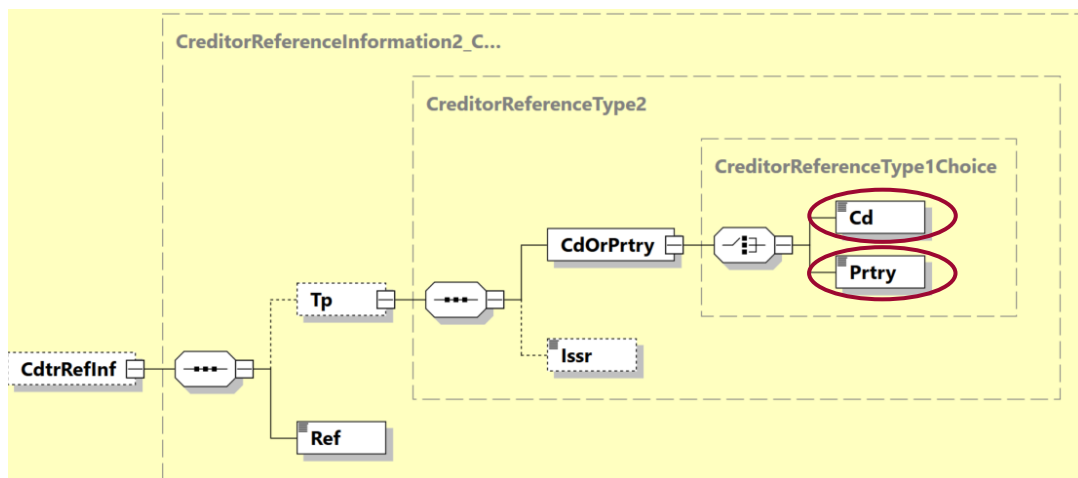 CreditorReferenceInformation2_C...
CreditorReferenceType2
CreditorReferenceType1Choice
Cd
CdOrPrtry
Prtry
Tp
Issr
CdtrRefInf
Ref